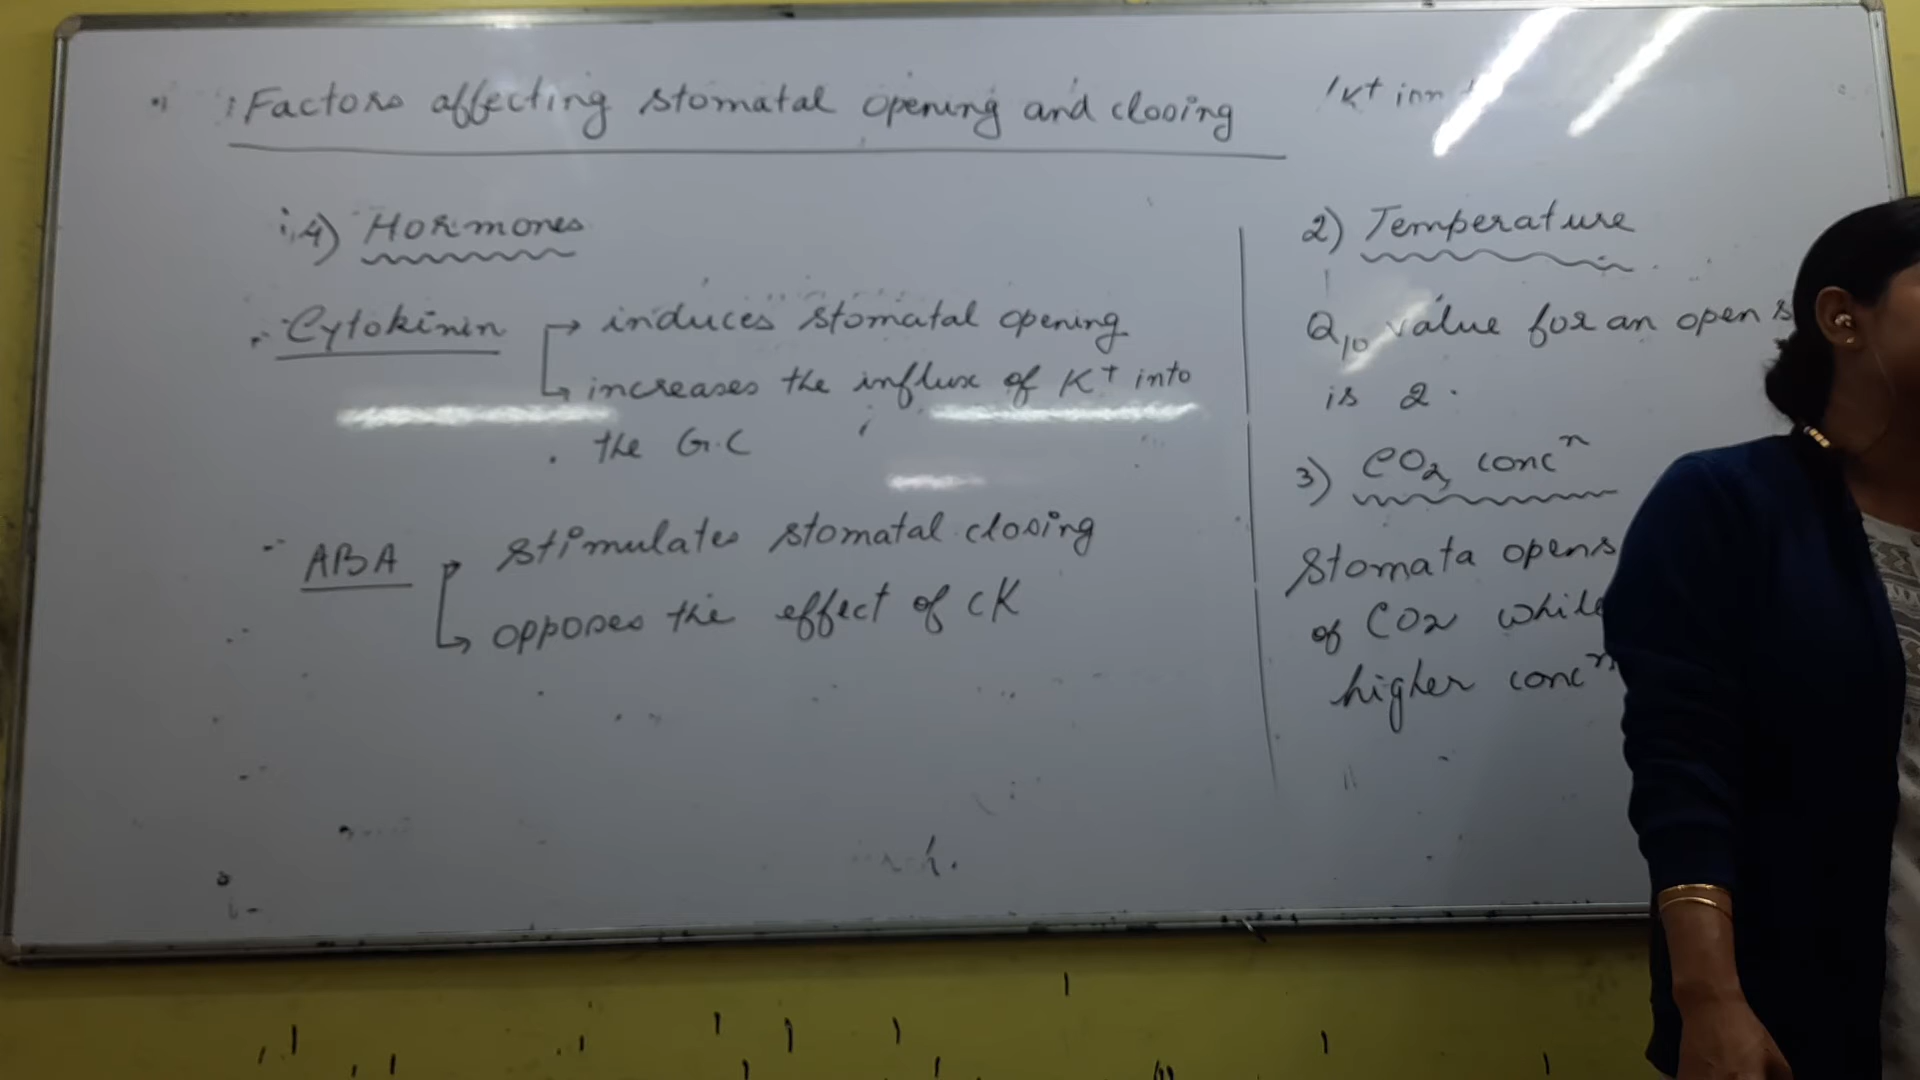 Factors affecting stomatal opening and closing
K+
4) Hormones
Cytokinin → induces stomatal opening
↳ increases the influx of K+ into
the G.C
ABA → stimulates stomatal closing
↳ opposes the effect of CK
2) Temperature
Q10 value for an open
is 2.
3) CO2 concn
Stomata opens
of CO2 while
higher concn